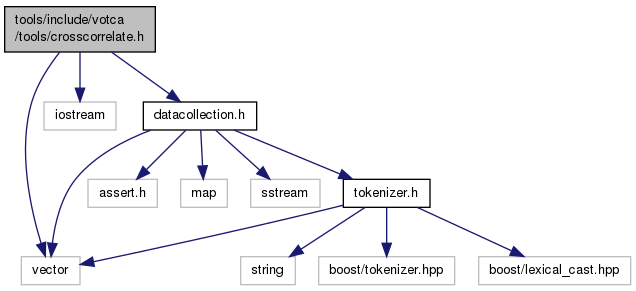 tools/include/votca
/tools/crosscorrelate.h
iostream
datacollection.h
assert.h
map
sstream
tokenizer.h
vector
string
boost/tokenizer.hpp
boost/lexical_cast.hpp